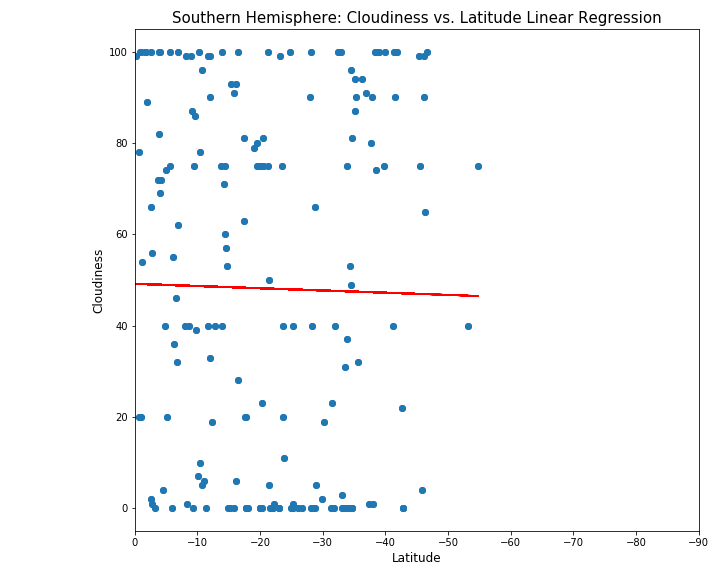 Southern Hemisphere: Cloudiness vs. Latitude Linear Regression
100
80
60
40
20
0
Cloudiness
0 −10 −20 −30 −40 −50 −60 −70 −80 −90
Latitude